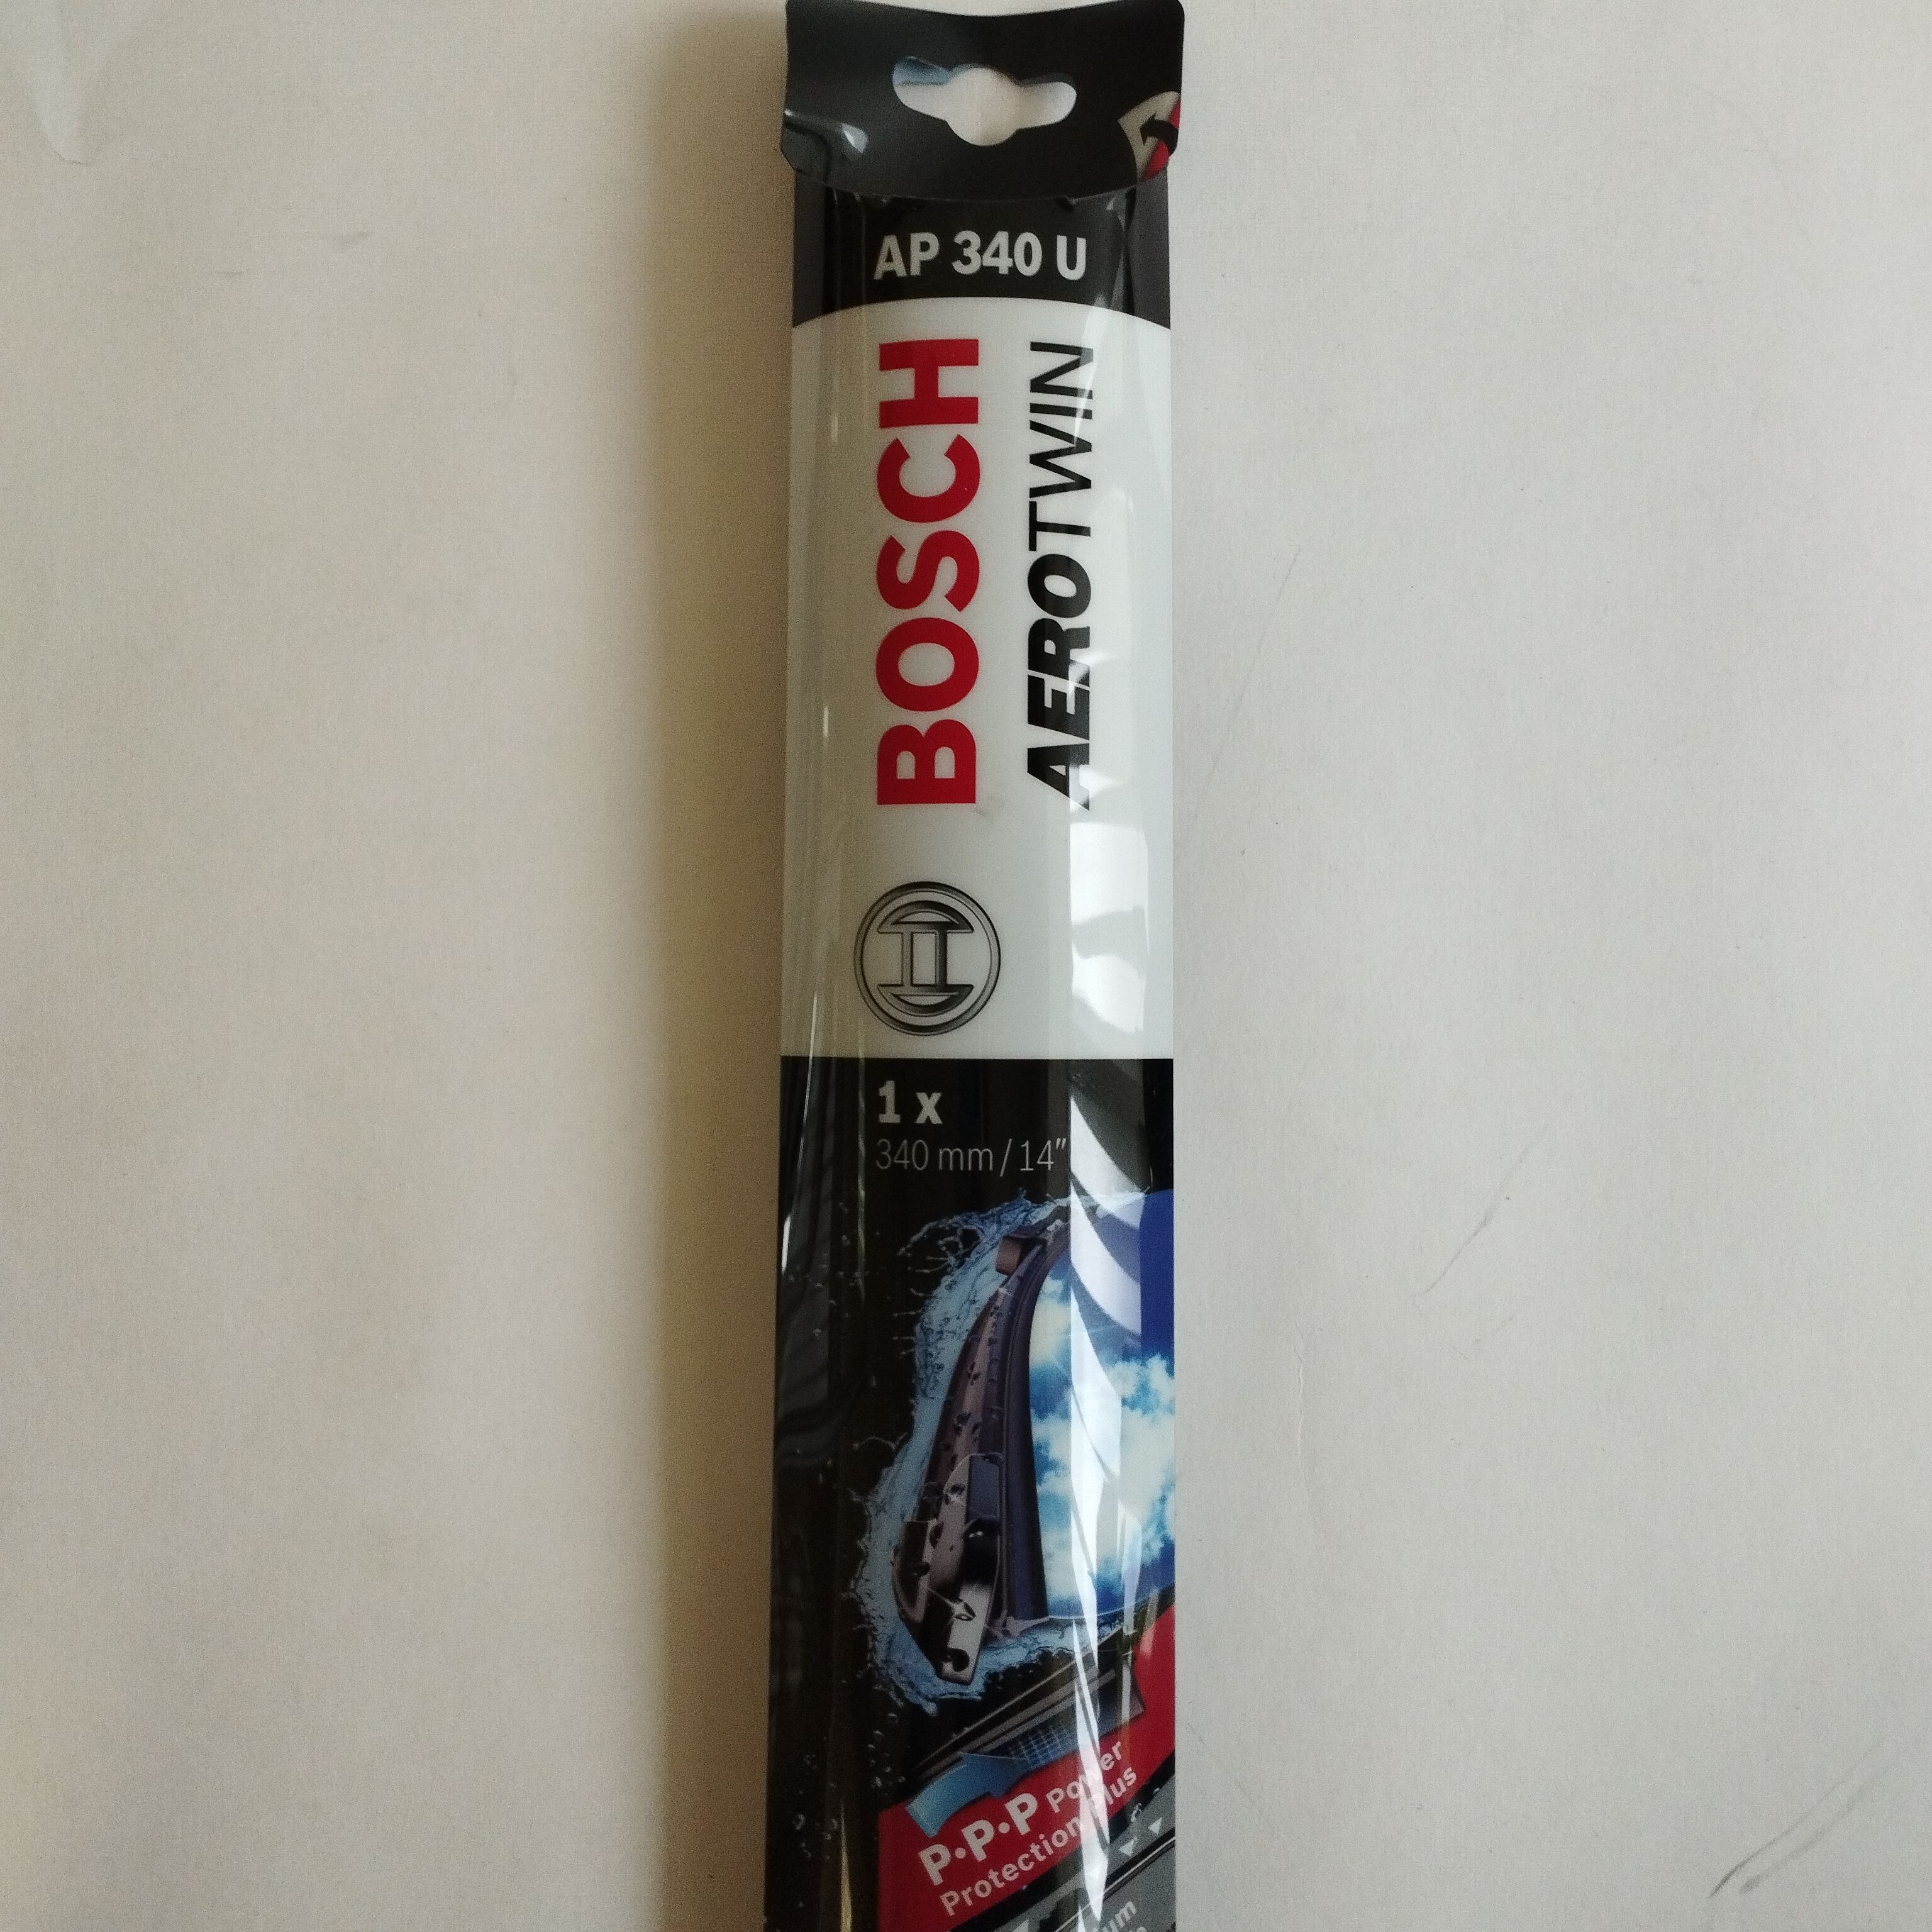 AP 340 U
BOSCH
AEROTWIN
1 x
340 mm / 14"
P·P·P Power
Protection Plus